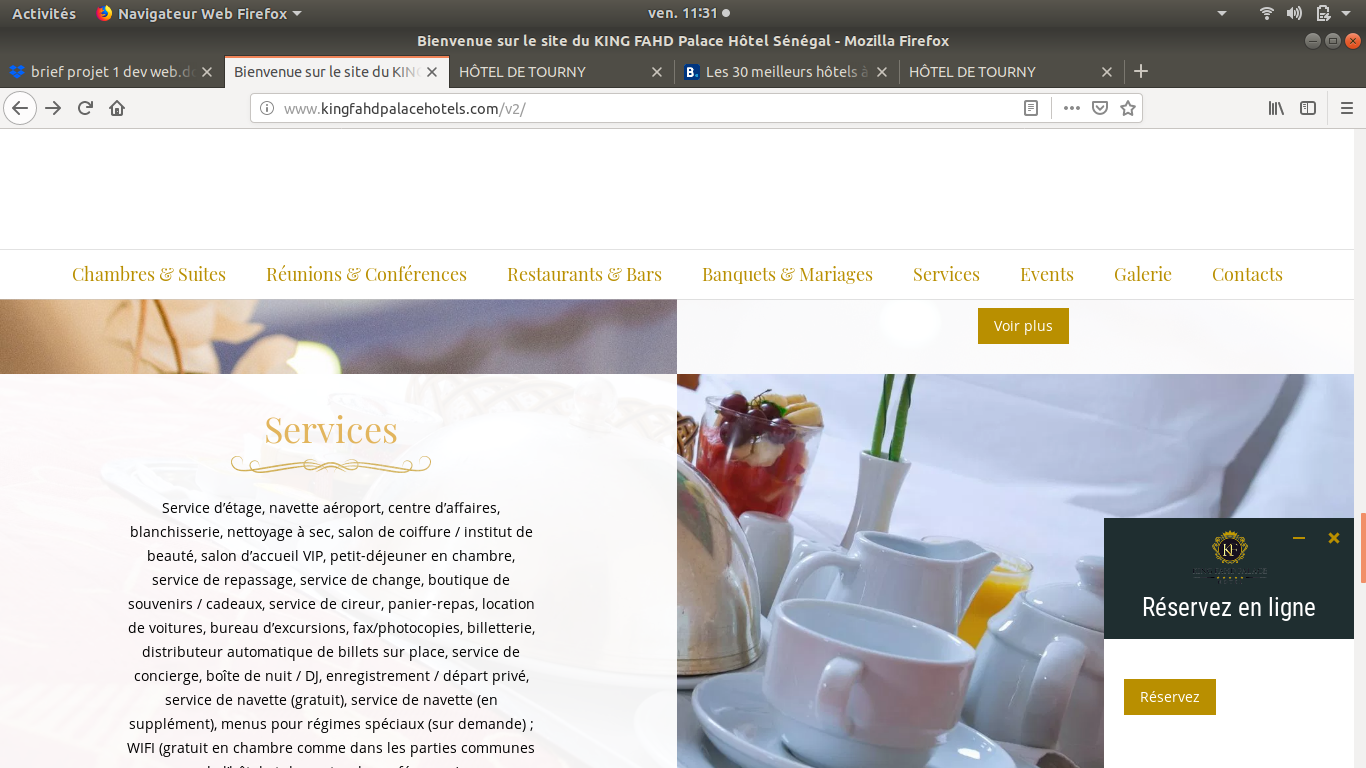 Activités Navigateur Web Firefox ven. 11:31
Bienvenue sur le site du KING FAHD Palace Hôtel Sénégal - Mozilla Firefox
brief projet 1 dev web.do Bienvenue sur le site du KING HÔTEL DE TOURNY Les 30 meilleurs hôtels à HÔTEL DE TOURNY
www.kingfahdpalacehotels.com/v2/
Chambres & Suites Réunions & Conférences Restaurants & Bars Banquets & Mariages Services Events Galerie Contacts
Voir plus
Services
Service d’étage, navette aéroport, centre d’affaires,
blanchisserie, nettoyage à sec, salon de coiffure / institut de
beauté, salon d’accueil VIP, petit-déjeuner en chambre,
service de repassage, service de change, boutique de
souvenirs / cadeaux, service de cireur, panier-repas, location
de voitures, bureau d’excursions, fax/photocopies, billetterie,
distributeur automatique de billets sur place, service de
concierge, boîte de nuit / DJ, enregistrement / départ privé,
service de navette (gratuit), service de navette (en
supplément), menus pour régimes spéciaux (sur demande) ;
WIFI (gratuit en chambre comme dans les parties communes
KF
Réservez en ligne
Réservez